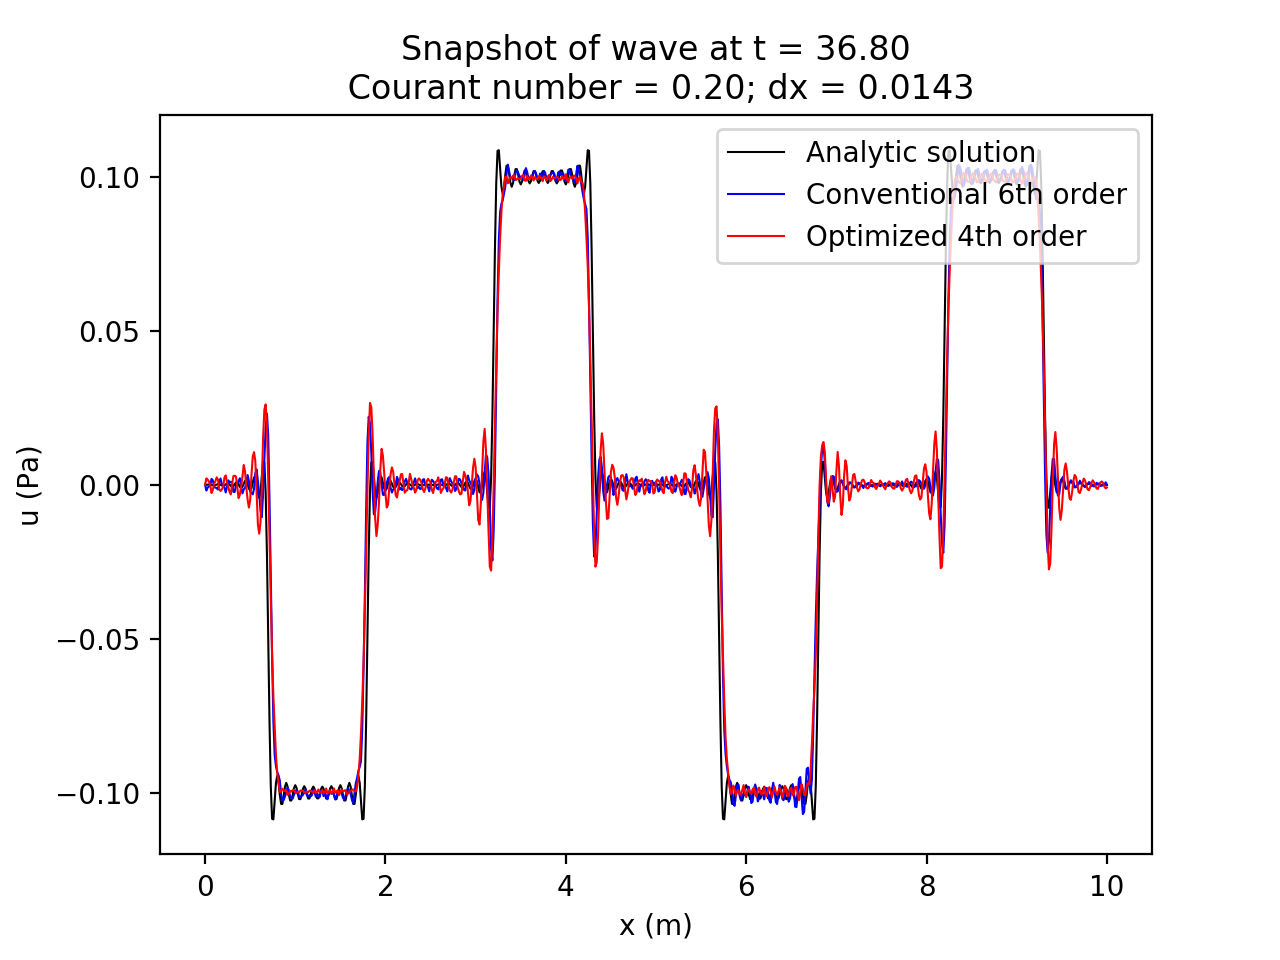 Snapshot of wave at t = 36.80
Courant number = 0.20; dx = 0.0143
Analytic solution
Conventional 6th order
Optimized 4th order
0.10
0.05
0.00
−0.05
−0.10
u (Pa)
0 2 4 6 8 10
x (m)